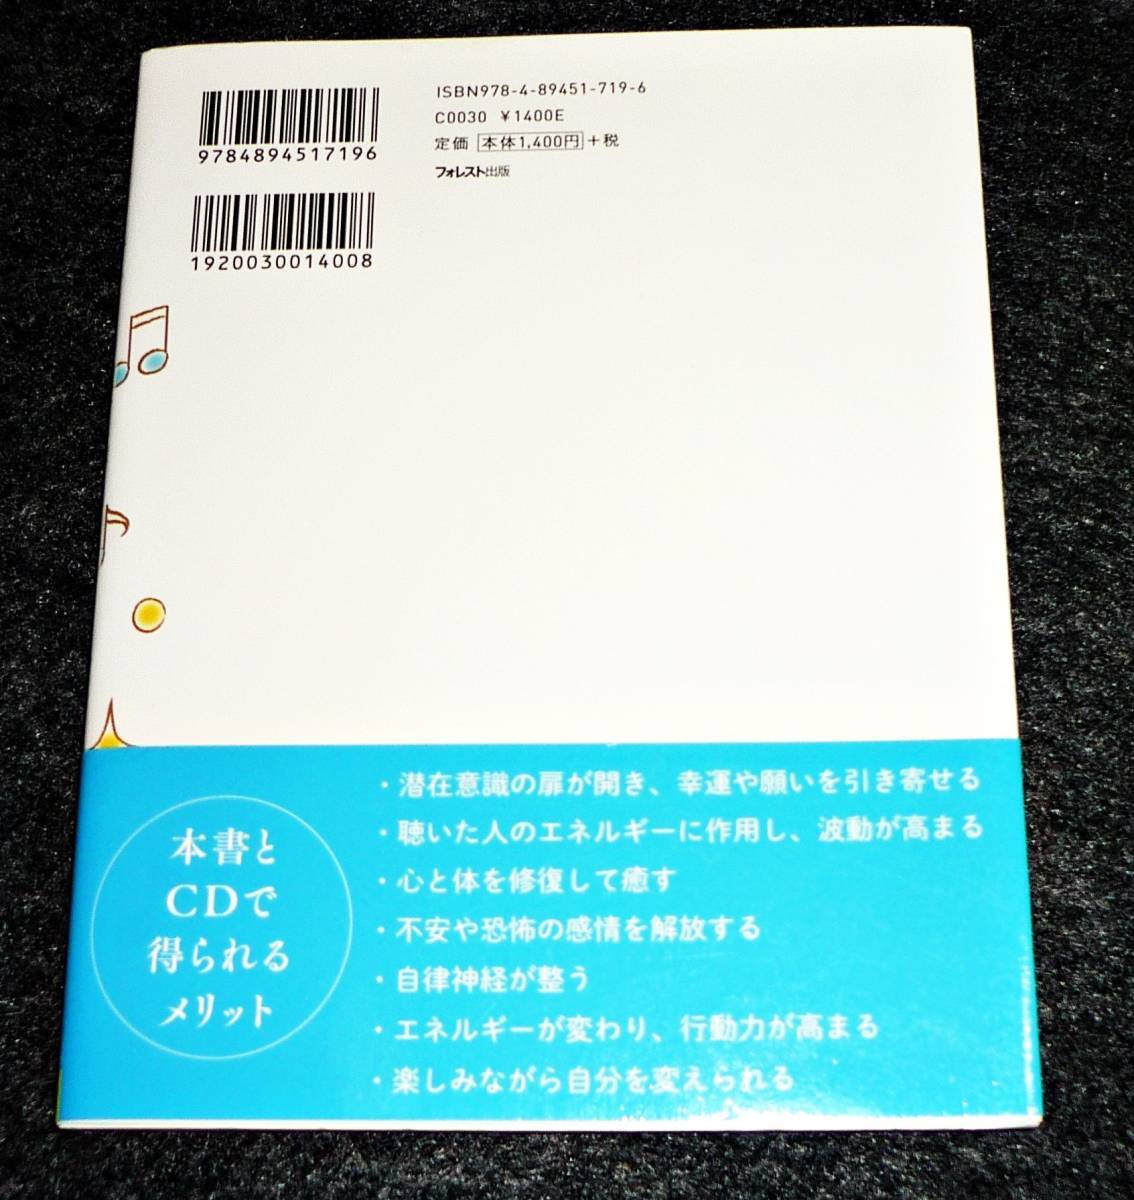 9784894517196
1920030014008
ISBN978-4-89451-719-6
C0030 ¥1400E
定価 本体1,400円+税
フォレスト出版
本書と
CDで
得られる
メリット
・潜在意識の扉が開き、幸運や願いを引き寄せる
・聴いた人のエネルギーに作用し、波動が高まる
・心と体を修復して癒す
・不安や恐怖の感情を解放する
・自律神経が整う
・エネルギーが変わり、行動力が高まる
・楽しみながら自分を変えられる